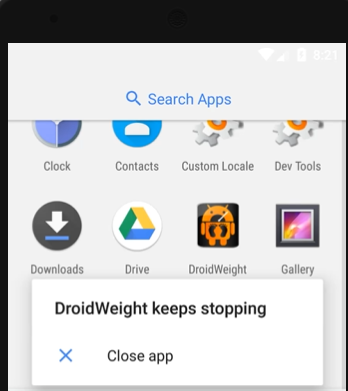 8:21
Search Apps
Clock Contacts Custom Locale Dev Tools
Downloads Drive DroidWeight Gallery
DroidWeight keeps stopping
Close app